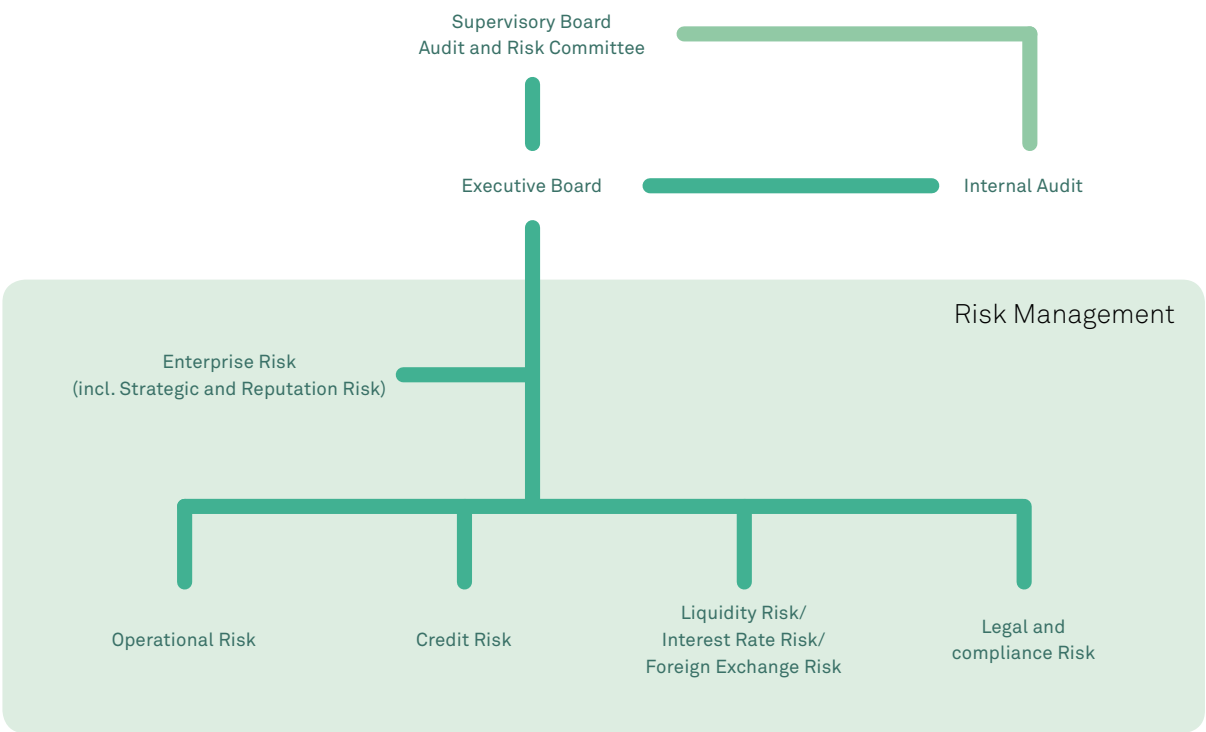 Supervisory Board
Audit and Risk Committee
Executive Board
Internal Audit
Risk Management
Enterprise Risk
(incl. Strategic and Reputation Risk)
Operational Risk
Credit Risk
Liquidity Risk/
Interest Rate Risk/
Foreign Exchange Risk
Legal and
compliance Risk